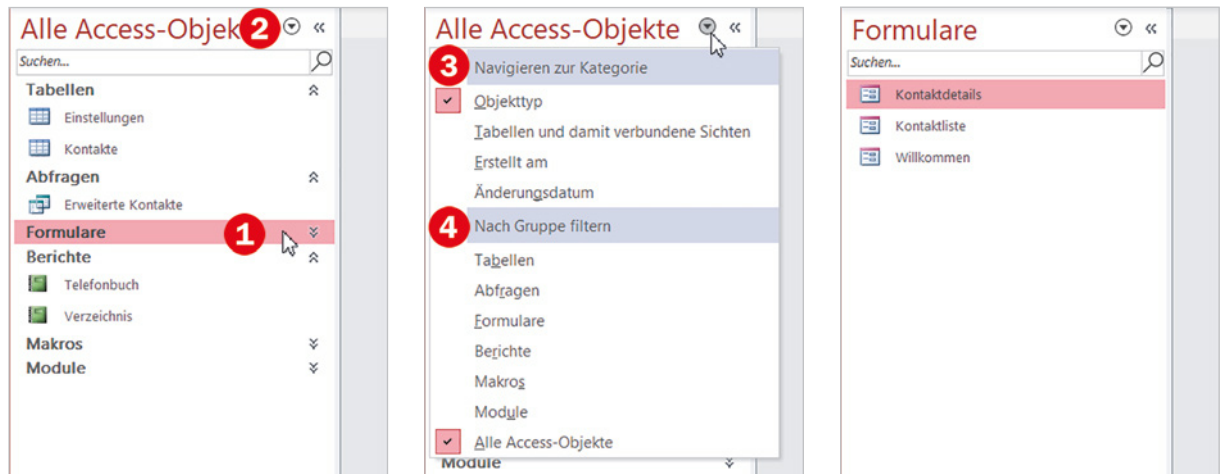 Alle Access-Objek 2
Suchen...
Tabellen
Einstellungen
Kontakte
Abfragen
Erweiterte Kontakte
Formulare 1
Berichte
Telefonbuch
Verzeichnis
Makros
Module
Alle Access-Objekte
3 Navigieren zur Kategorie
Objekttyp
Tabellen und damit verbundene Sichten
Erstellt am
Änderungsdatum
4 Nach Gruppe filtern
Tabellen
Abfragen
Formulare
Berichte
Makros
Module
Alle Access-Objekte
Module
Formulare
Suchen...
Kontaktdetails
Kontaktliste
Willkommen